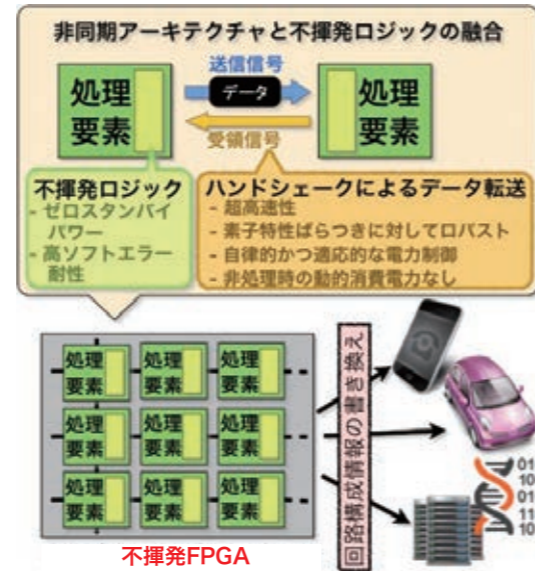 非同期アーキテクチャと不揮発ロジックの融合
送信信号
処理
要素
データ
処理
要素
受領信号
不揮発ロジック
- ゼロスタンバイ
パワー
- 高ソフトエラー
耐性
ハンドシェークによるデータ転送
- 超高速性
- 素子特性ばらつきに対してロバスト
- 自律的かつ適応的な電力制御
- 非処理時の動的消費電力なし
処理
要素
処理
要素
処理
要素
処理
要素
処理
要素
処理
要素
処理
要素
処理
要素
処理
要素
回路構成情報の書き換え
01
10
01
11
10
不揮発FPGA